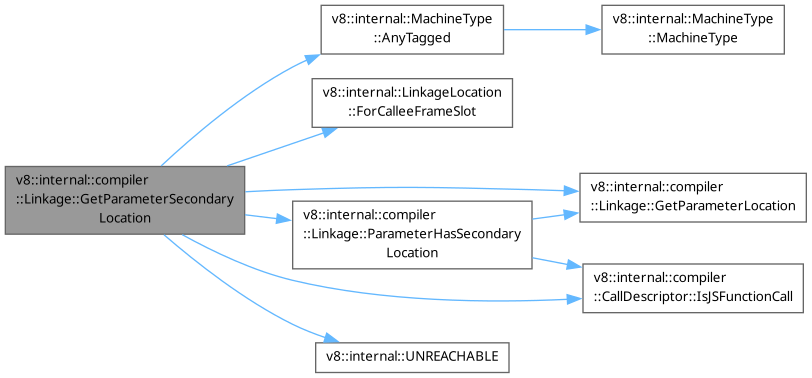 v8::internal::MachineType
::AnyTagged
v8::internal::MachineType
::MachineType
v8::internal::LinkageLocation
::ForCalleeFrameSlot
v8::internal::compiler
::Linkage::GetParameterSecondary
Location
v8::internal::compiler
::Linkage::GetParameterLocation
v8::internal::compiler
::Linkage::ParameterHasSecondary
Location
v8::internal::compiler
::CallDescriptor::IsJSFunctionCall
v8::internal::UNREACHABLE